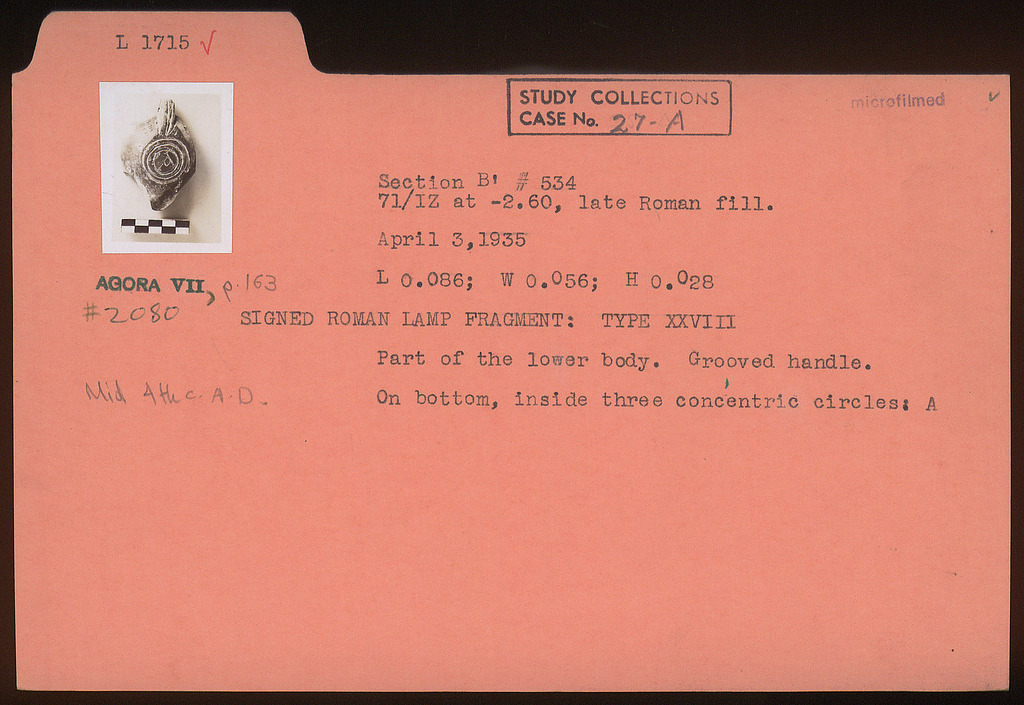 L 1715 ✓
STUDY COLLECTIONS
CASE No. 27-A
microfilmed ✓
Section B' # 534
71/IZ at -2.60, late Roman fill.
April 3,1935
L 0.086; W 0.056; H 0.028
AGORA VII, p. 163
#2080
SIGNED ROMAN LAMP FRAGMENT: TYPE XXVIII
Part of the lower body. Grooved handle.
Mid 4th c. A.D.
On bottom, inside three concentric circles: A